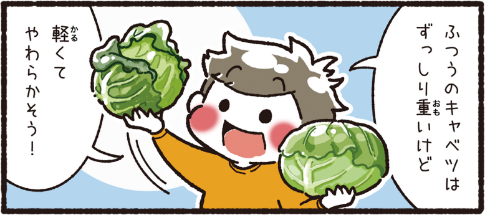 ふつうのキャベツは
ずっしり重いけど
軽くて
やわらかそう！